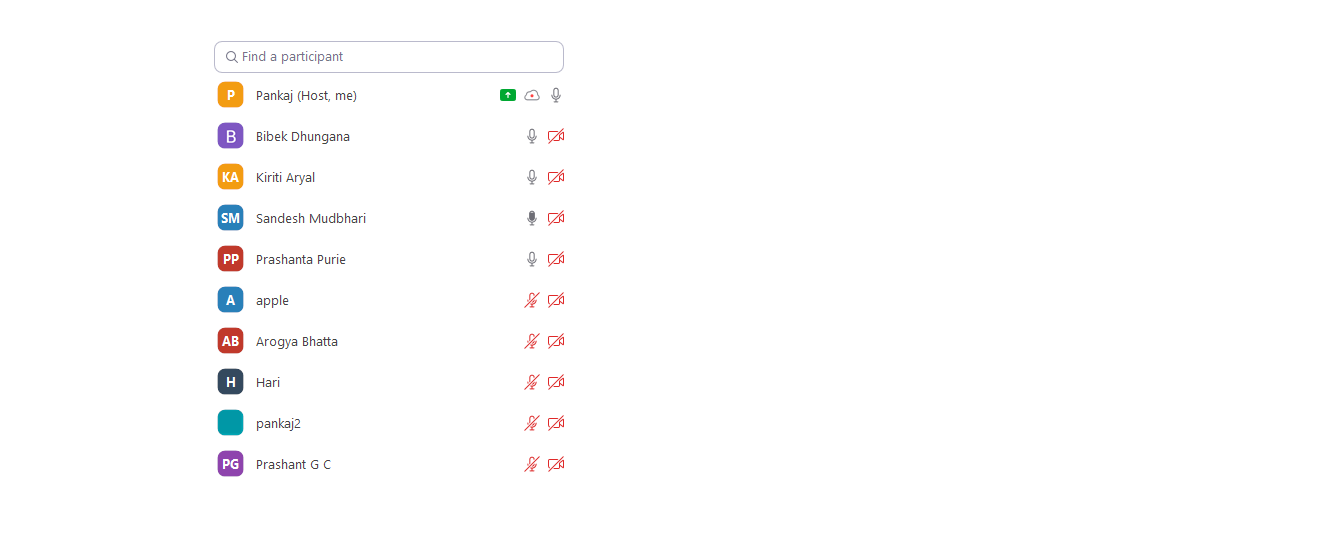 Find a participant
P Pankaj (Host, me)
B Bibek Dhungana
KA Kiriti Aryal
SM Sandesh Mudbhari
PP Prashanta Purie
A apple
AB Arogya Bhatta
H Hari
pankaj2
PG Prashant G C